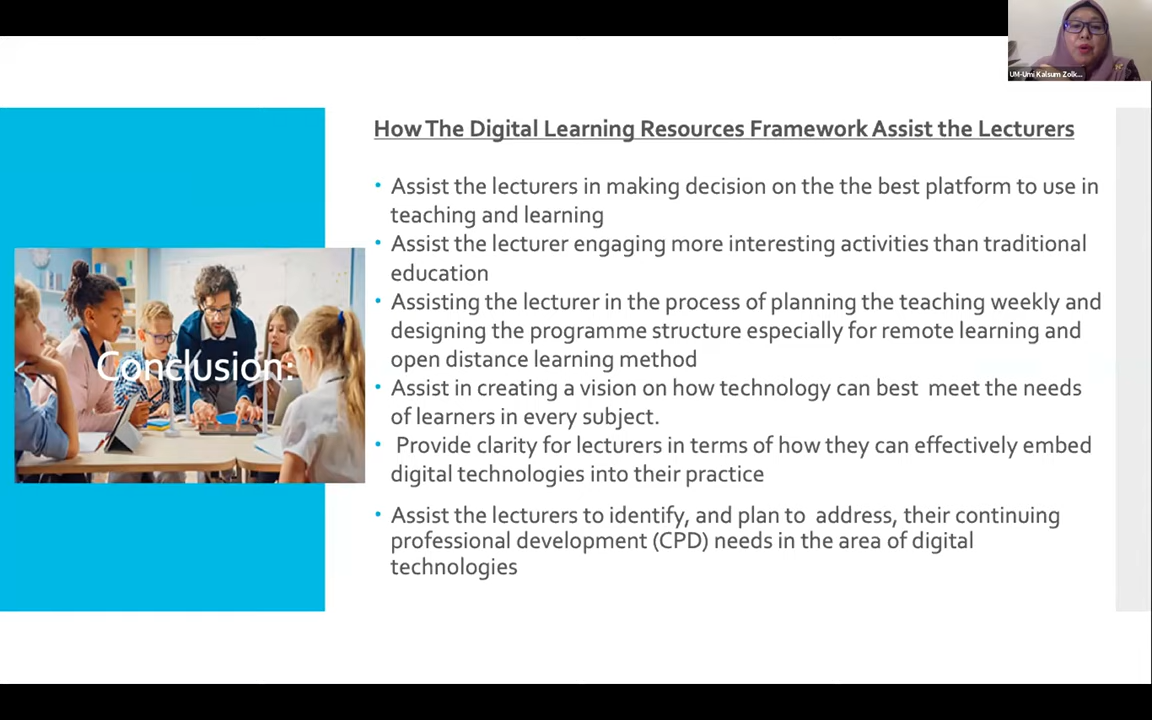 UM-Umi Kalsum Zolk...
How The Digital Learning Resources Framework Assist the Lecturers
• Assist the lecturers in making decision on the the best platform to use in
teaching and learning
• Assist the lecturer engaging more interesting activities than traditional
education
• Assisting the lecturer in the process of planning the teaching weekly and
designing the programme structure especially for remote learning and
open distance learning method
• Assist in creating a vision on how technology can best  meet the needs
of learners in every subject.
•  Provide clarity for lecturers in terms of how they can effectively embed
digital technologies into their practice
• Assist the lecturers to identify, and plan to  address, their continuing
professional development (CPD) needs in the area of digital
technologies
Conclusion: